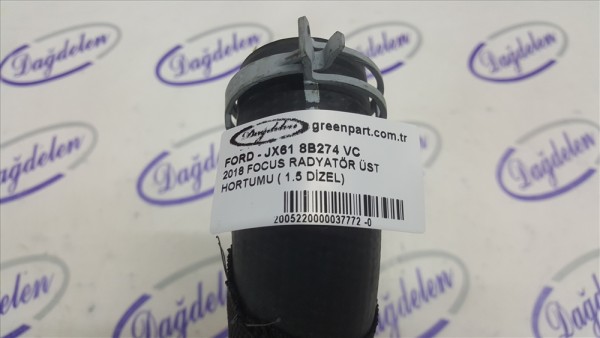 Dağdelen
Dağdelen
Dağdelen
Dağdelen
Dağdelen
Dağdelen
Dağdelen greenpart.com.tr
FORD - JX61 8B274 VC
2018 FOCUS RADYATÖR ÜST
HORTUMU ( 1.5 DİZEL)
2005220000037772 -0
Dağdelen
Dağdelen